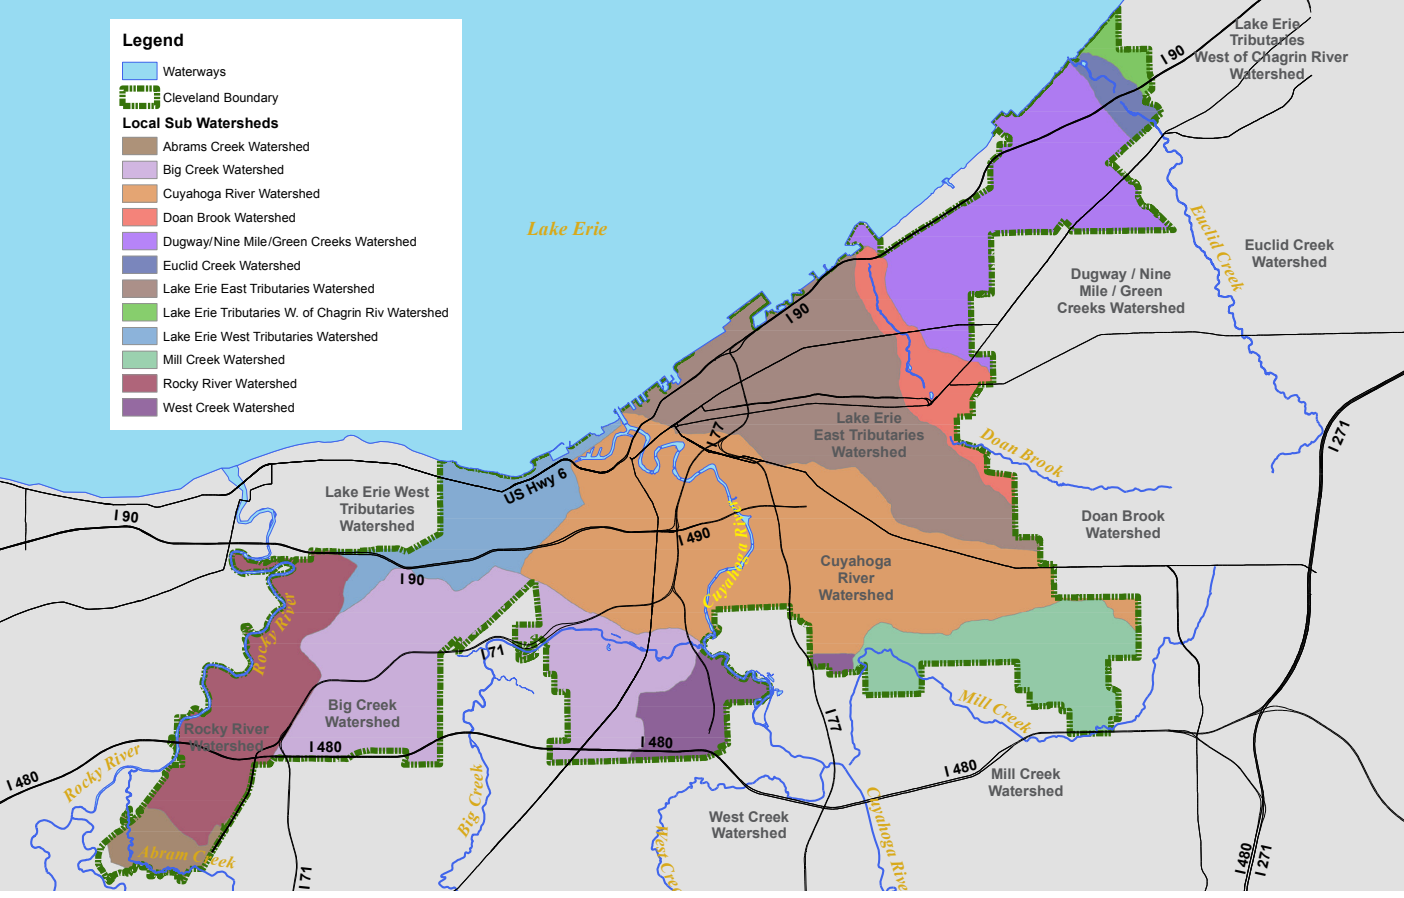 Legend
Waterways
Cleveland Boundary
Local Sub Watersheds
Abrams Creek Watershed
Big Creek Watershed
Cuyahoga River Watershed
Doan Brook Watershed
Dugway/Nine Mile/Green Creeks Watershed
Euclid Creek Watershed
Lake Erie East Tributaries Watershed
Lake Erie Tributaries W. of Chagrin Riv Watershed
Lake Erie West Tributaries Watershed
Mill Creek Watershed
Rocky River Watershed
West Creek Watershed
Lake Erie
Tributaries
West of Chagrin River
Watershed
I 90
Lake Erie
Euclid Creek
Euclid Creek
Watershed
Dugway / Nine
Mile / Green
Creeks Watershed
I 90
Lake Erie
East Tributaries
Watershed
I 77
Doan Brook
I 271
US Hwy 6
Lake Erie West
Tributaries
Watershed
I 90
Doan Brook
Watershed
Cuyahoga River
I 490
Cuyahoga
River
Watershed
I 90
Rocky River
I 71
Big Creek
Watershed
Rocky River
Watershed
I 480
I 480
Mill Creek
I 77
Rocky River
I 480
I 480
Mill Creek
Watershed
Big Creek
West Creek
Watershed
Cuyahoga River
West Cree
Abram Creek
I 71
I 480
I 271